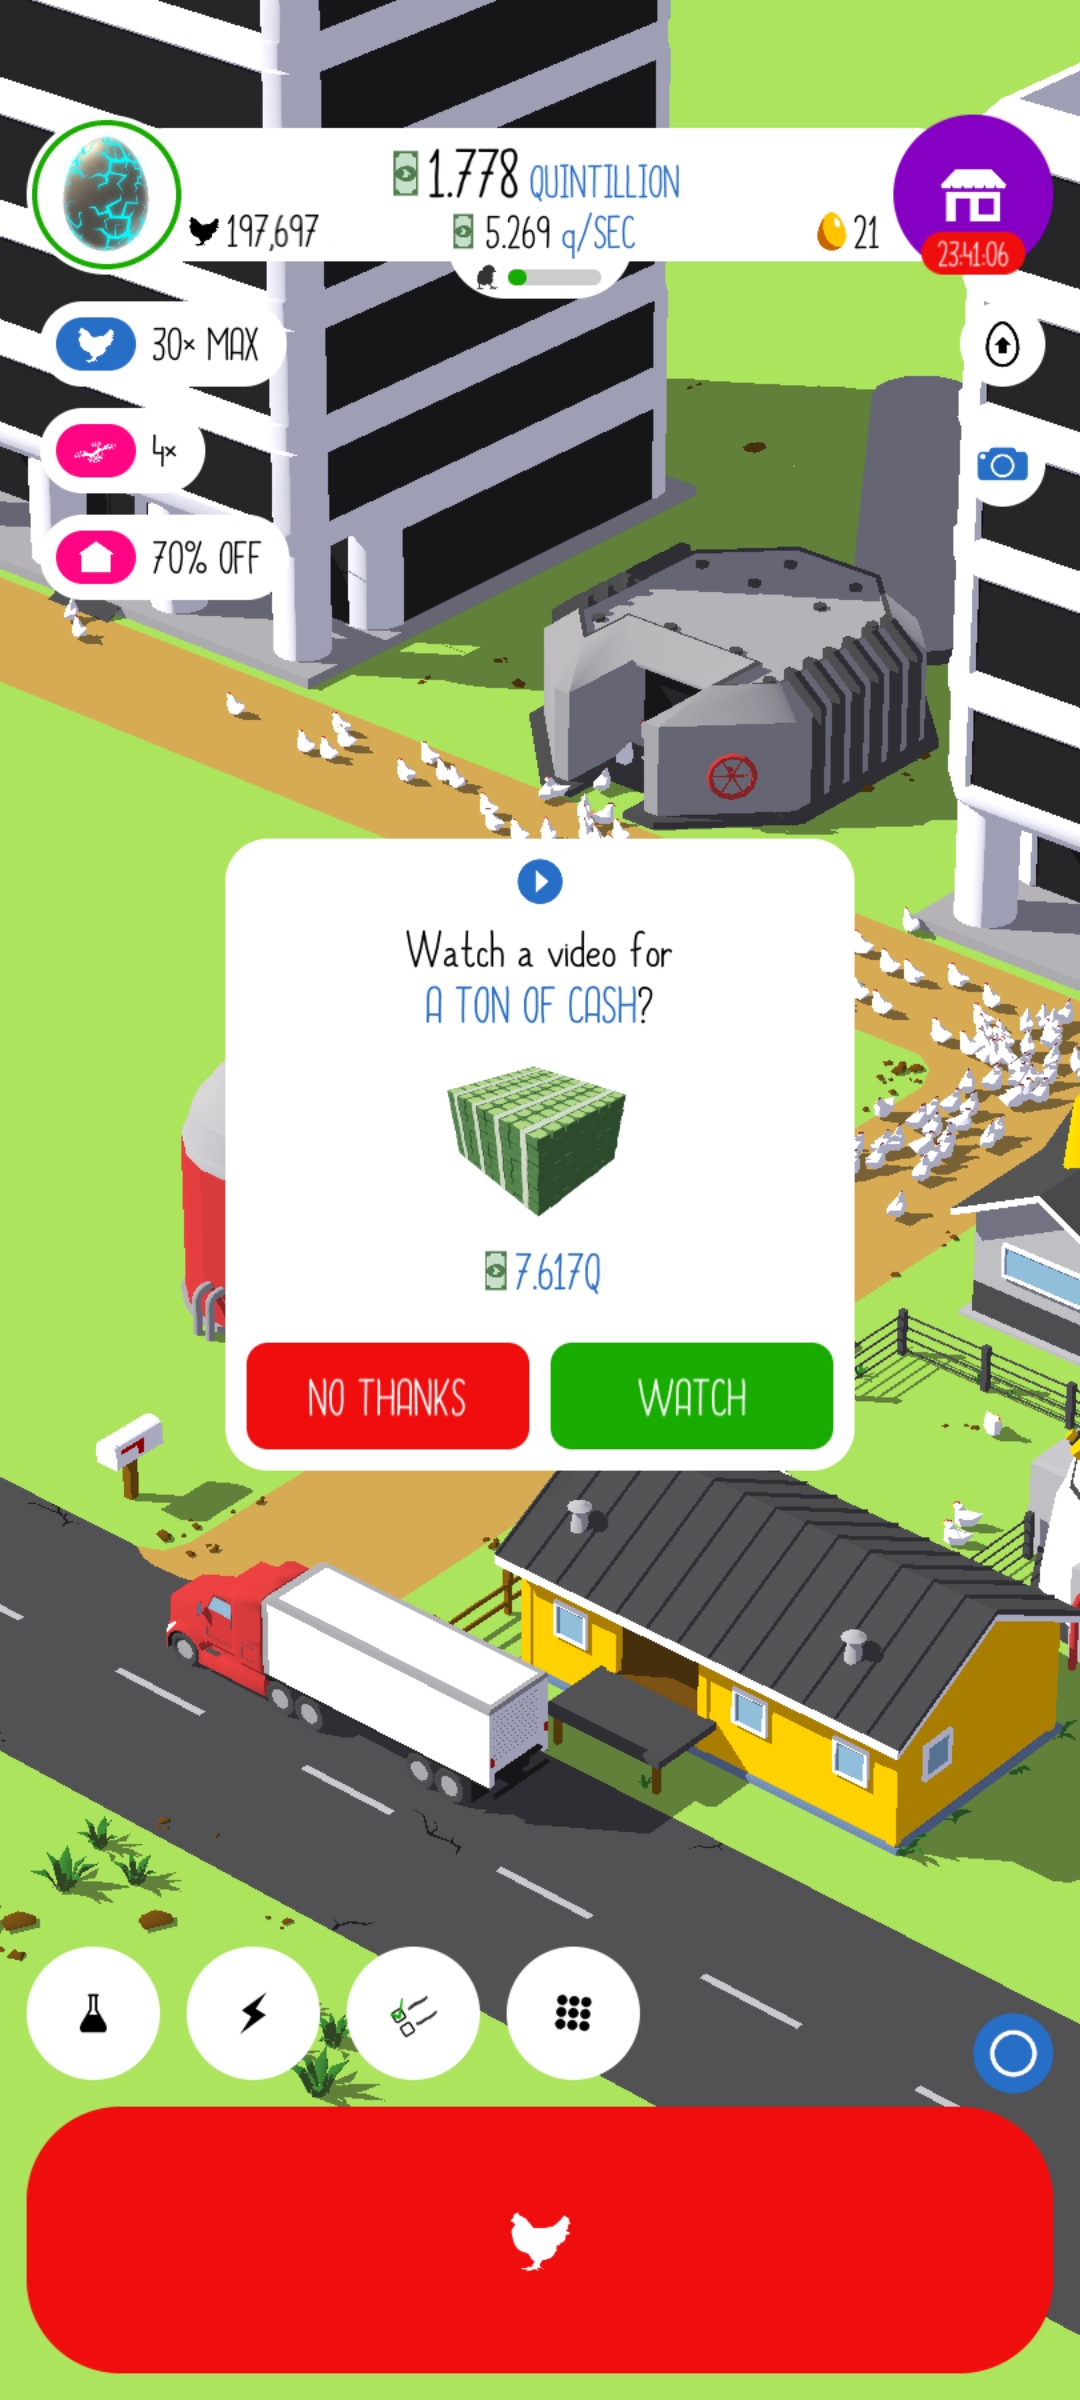 1.778 QUINTILLION
197,697
5.269 q/SEC
21
23:41:06
30× MAX
4×
70% OFF
Watch a video for
A TON OF CASH?
7.617Q
NO THANKS
WATCH